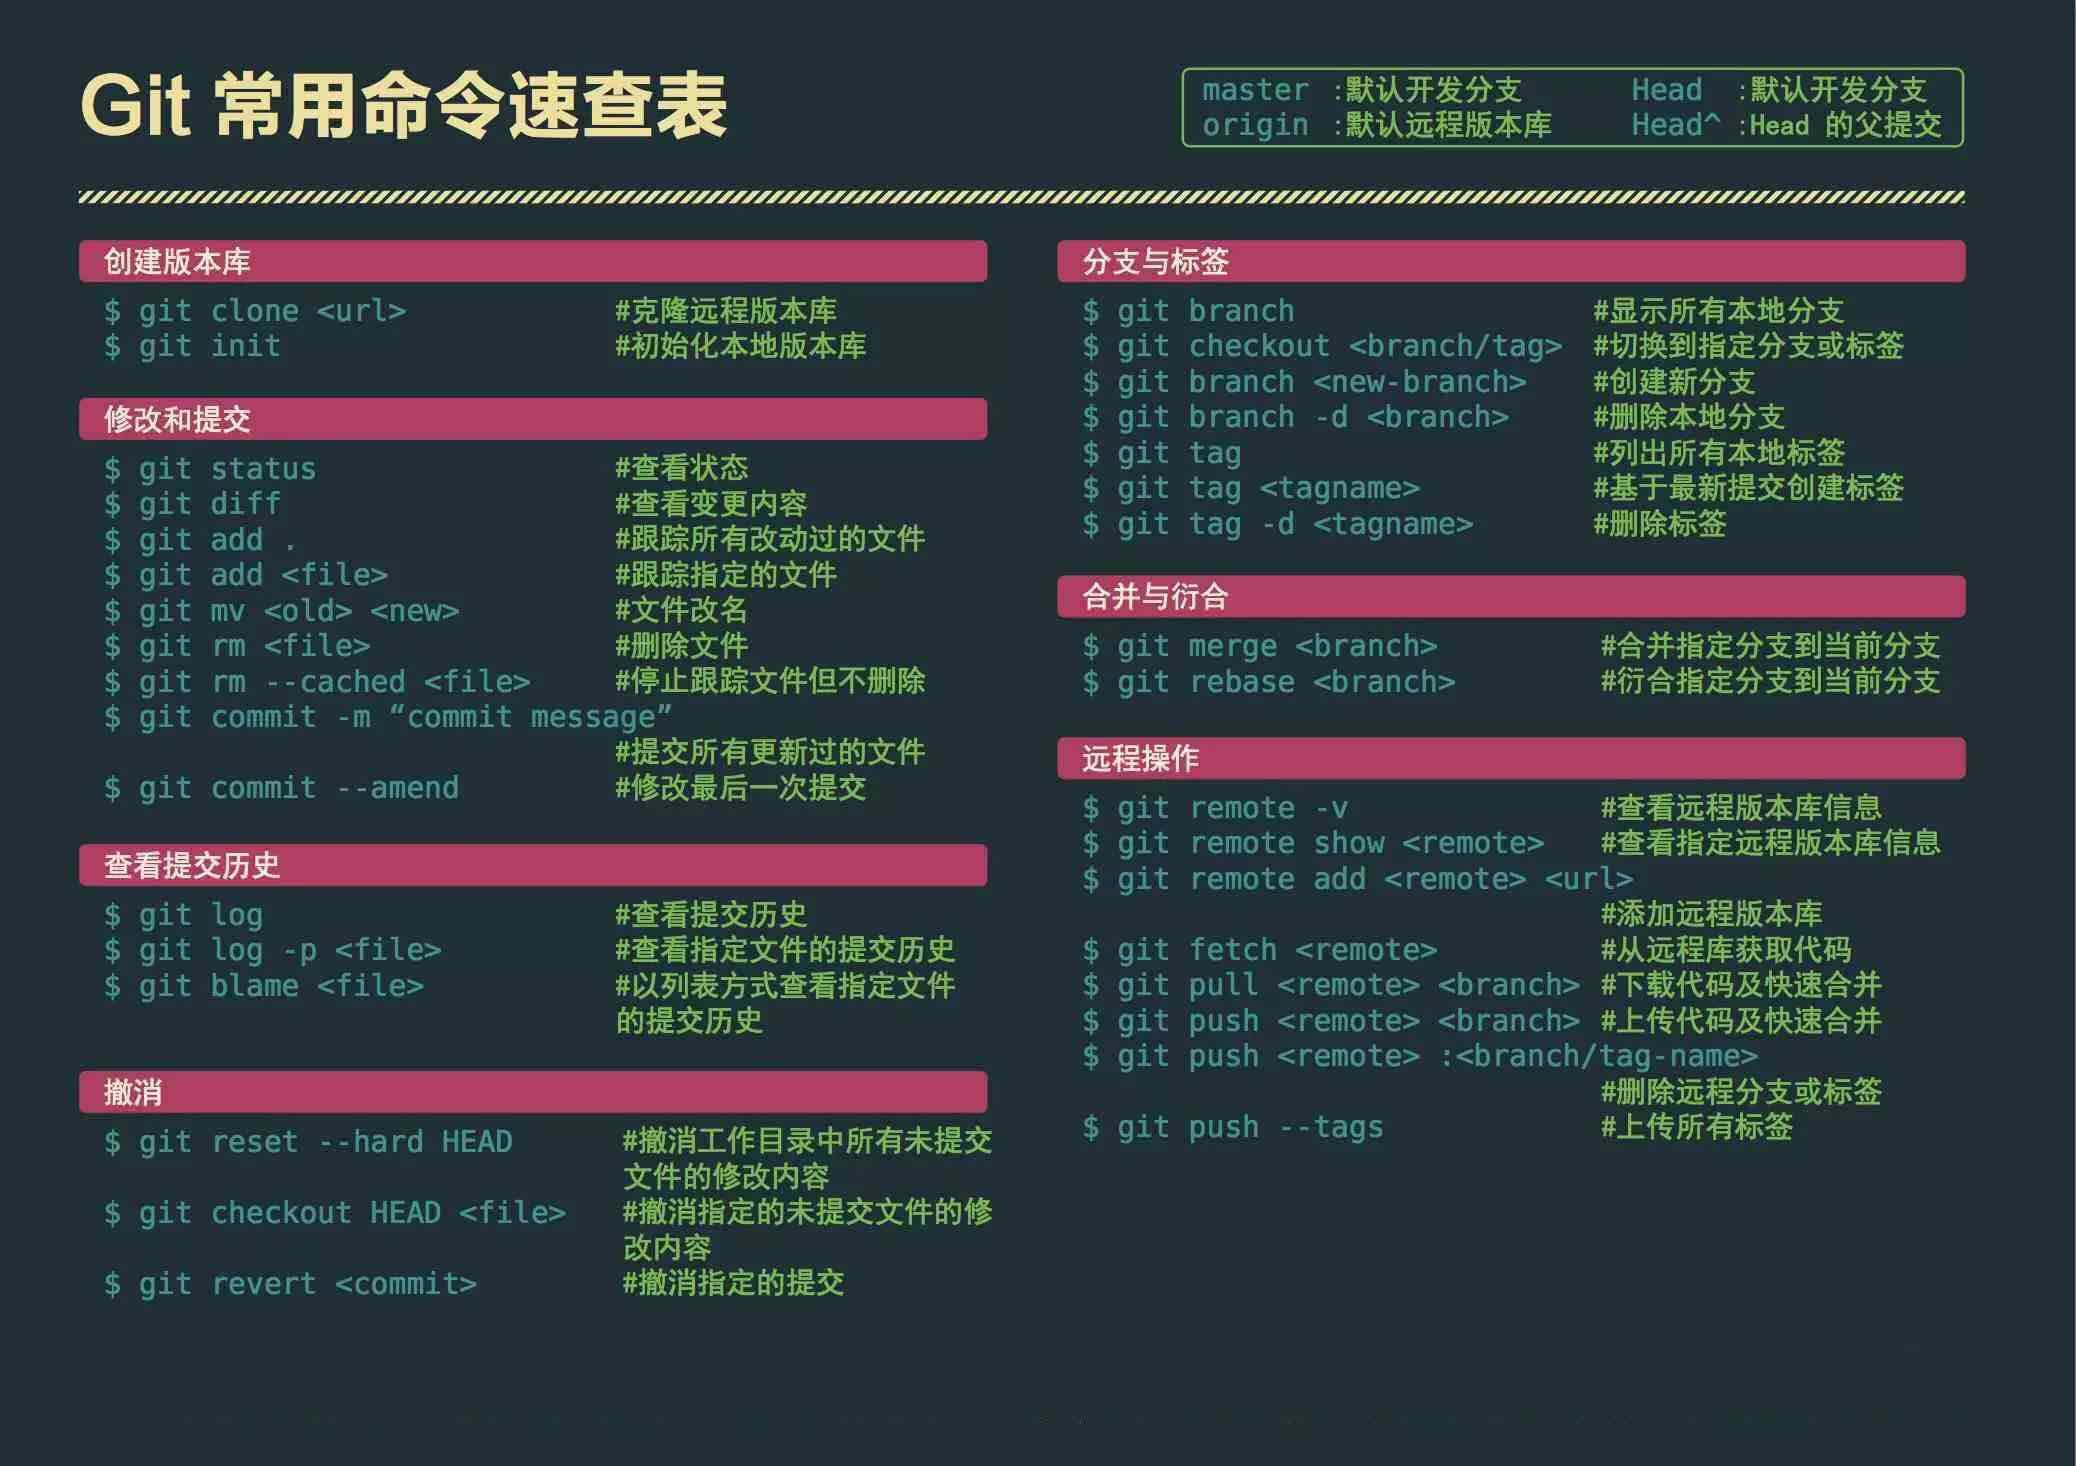 Git 常用命令速查表
master :默认开发分支 Head :默认开发分支
origin :默认远程版本库 Head^ :Head 的父提交
创建版本库
$ git clone <url> #克隆远程版本库
$ git init #初始化本地版本库
修改和提交
$ git status #查看状态
$ git diff #查看变更内容
$ git add . #跟踪所有改动过的文件
$ git add <file> #跟踪指定的文件
$ git mv <old> <new> #文件改名
$ git rm <file> #删除文件
$ git rm --cached <file> #停止跟踪文件但不删除
$ git commit -m “commit message”
#提交所有更新过的文件
$ git commit --amend #修改最后一次提交
查看提交历史
$ git log #查看提交历史
$ git log -p <file> #查看指定文件的提交历史
$ git blame <file> #以列表方式查看指定文件
的提交历史
撤消
$ git reset --hard HEAD #撤消工作目录中所有未提交
文件的修改内容
$ git checkout HEAD <file> #撤消指定的未提交文件的修
改内容
$ git revert <commit> #撤消指定的提交
分支与标签
$ git branch #显示所有本地分支
$ git checkout <branch/tag> #切换到指定分支或标签
$ git branch <new-branch> #创建新分支
$ git branch -d <branch> #删除本地分支
$ git tag #列出所有本地标签
$ git tag <tagname> #基于最新提交创建标签
$ git tag -d <tagname> #删除标签
合并与衍合
$ git merge <branch> #合并指定分支到当前分支
$ git rebase <branch> #衍合指定分支到当前分支
远程操作
$ git remote -v #查看远程版本库信息
$ git remote show <remote> #查看指定远程版本库信息
$ git remote add <remote> <url>
#添加远程版本库
$ git fetch <remote> #从远程库获取代码
$ git pull <remote> <branch> #下载代码及快速合并
$ git push <remote> <branch> #上传代码及快速合并
$ git push <remote> :<branch/tag-name>
#删除远程分支或标签
$ git push --tags #上传所有标签